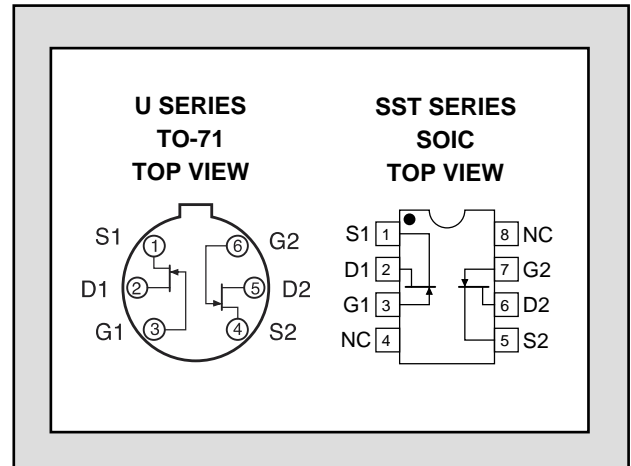 U SERIES
TO-71
TOP VIEW
S1 1 6 G2
D1 2 5 D2
G1 3 4 S2
SST SERIES
SOIC
TOP VIEW
S1 1 8 NC
D1 2 7 G2
G1 3 6 D2
NC 4 5 S2